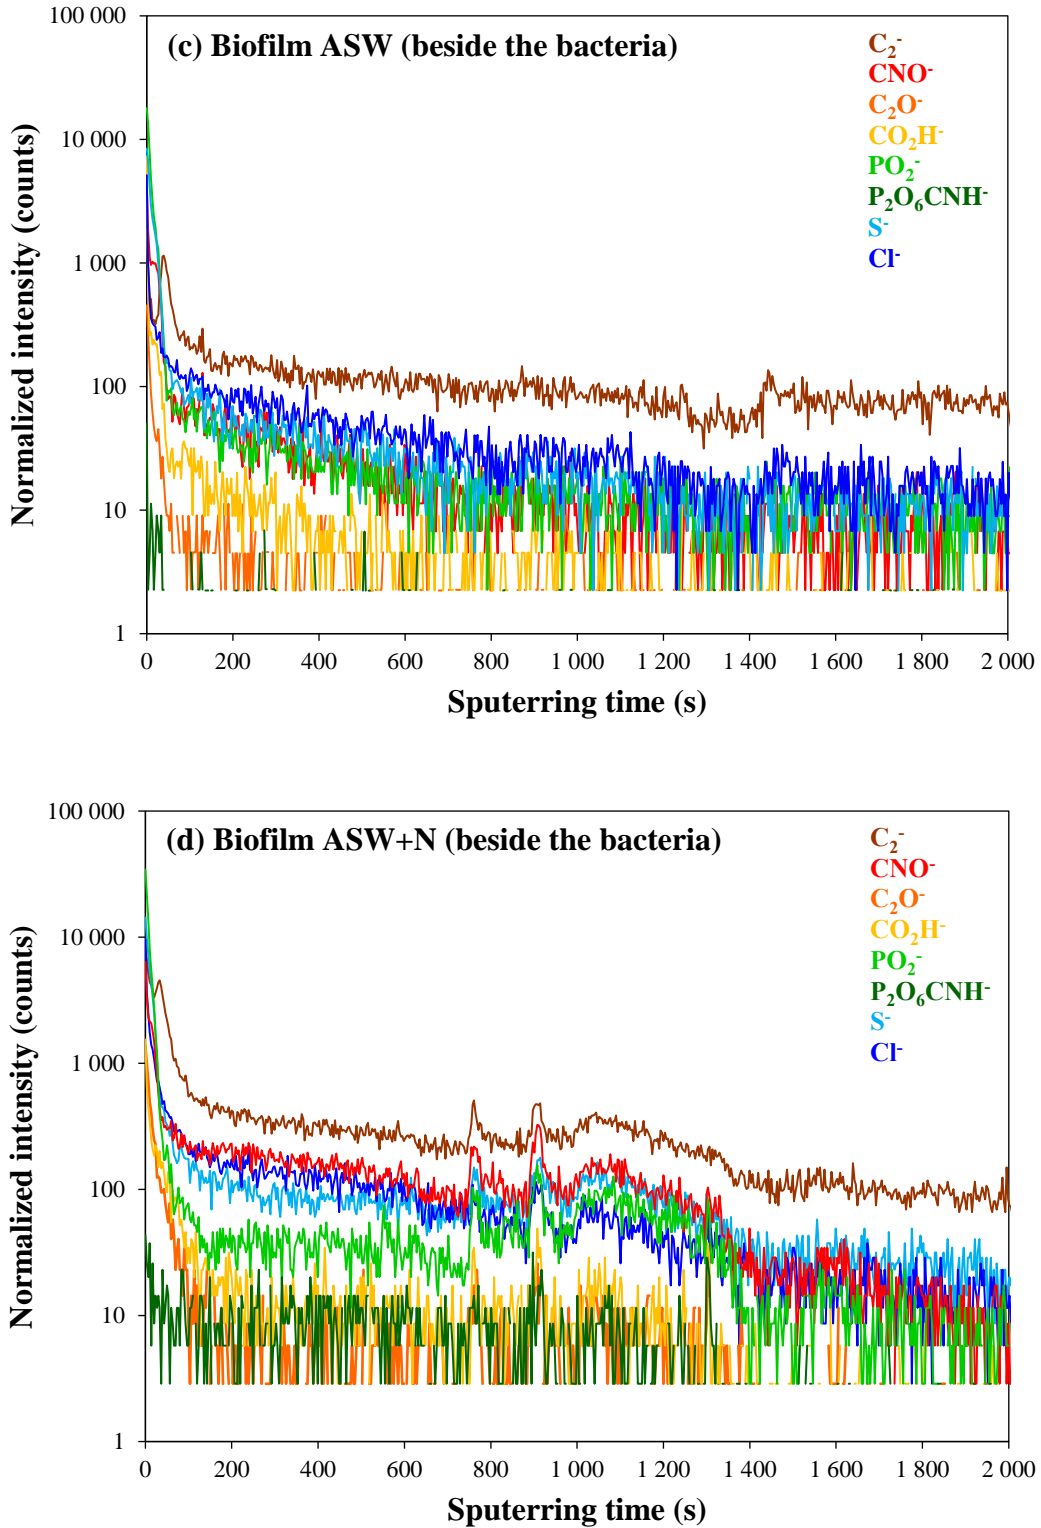 100 000
10 000
1 000
100
10
1
Normalized intensity (counts)
(c) Biofilm ASW (beside the bacteria)
C₂⁻
CNO⁻
C₂O⁻
CO₂H⁻
PO₂⁻
P₂O₆CNH⁻
S⁻
Cl⁻
0 200 400 600 800 1 000 1 200 1 400 1 600 1 800 2 000
Sputerring time (s)
100 000
10 000
1 000
100
10
1
Normalized intensity (counts)
(d) Biofilm ASW+N (beside the bacteria)
C₂⁻
CNO⁻
C₂O⁻
CO₂H⁻
PO₂⁻
P₂O₆CNH⁻
S⁻
Cl⁻
0 200 400 600 800 1 000 1 200 1 400 1 600 1 800 2 000
Sputerring time (s)